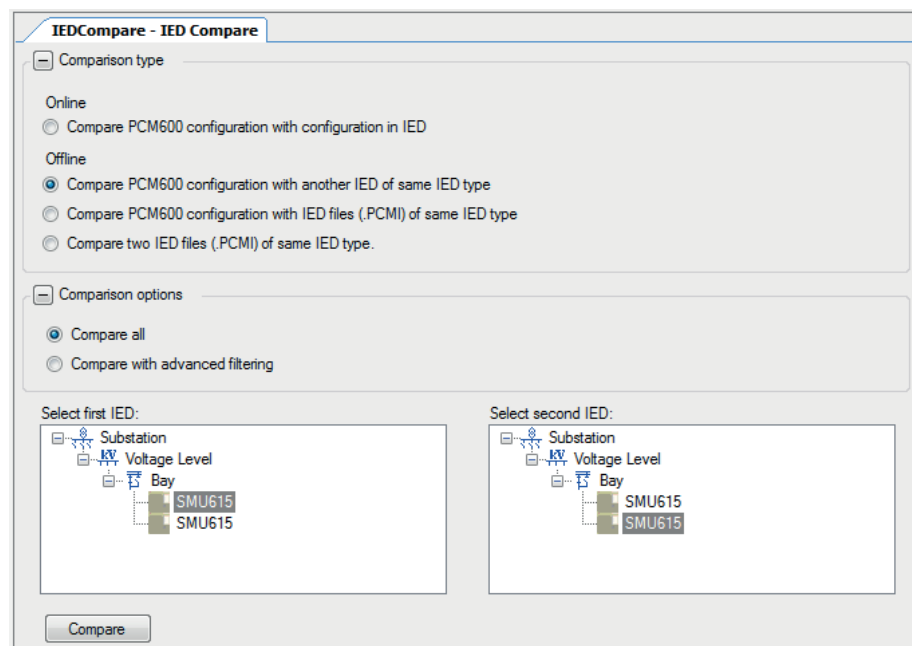 IEDCompare - IED Compare
Comparison type
Online
Compare PCM600 configuration with configuration in IED
Offline
Compare PCM600 configuration with another IED of same IED type
Compare PCM600 configuration with IED files (.PCMI) of same IED type
Compare two IED files (.PCMI) of same IED type.
Comparison options
Compare all
Compare with advanced filtering
Select first IED:
Substation
KV Voltage Level
Bay
SMU615
SMU615
Select second IED:
Substation
KV Voltage Level
Bay
SMU615
SMU615
Compare